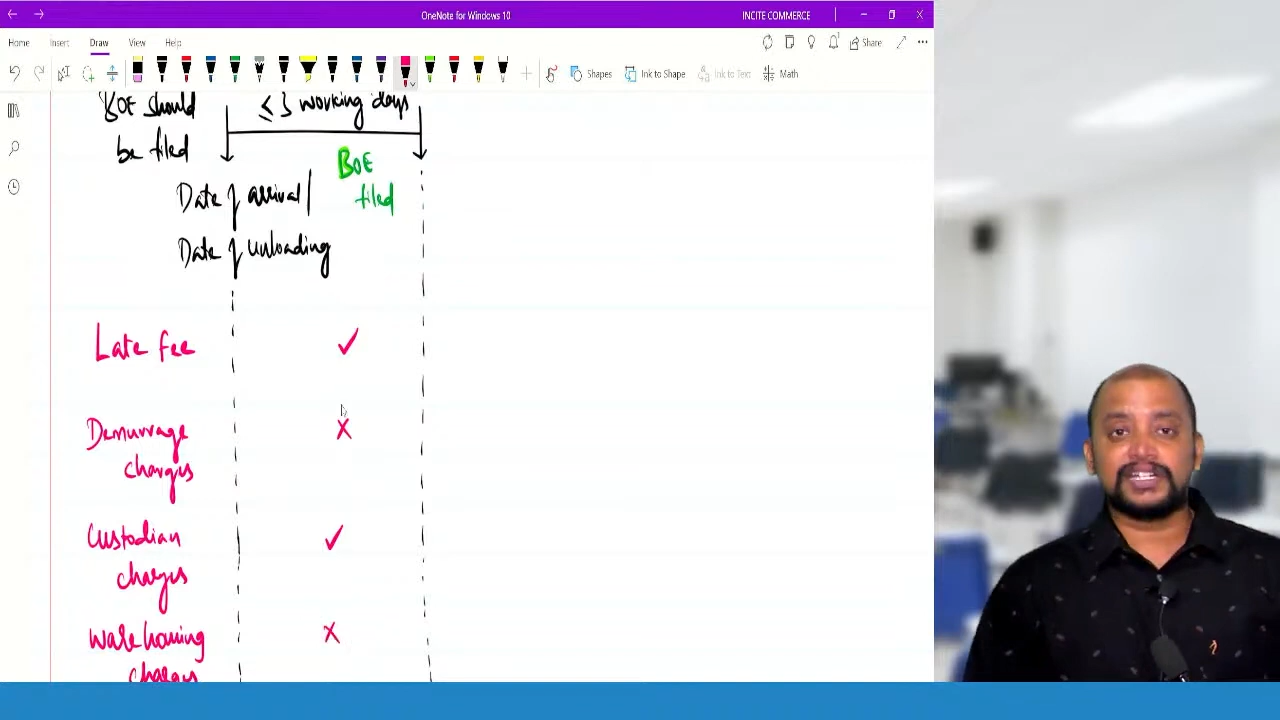 OneNote for Windows 10
INCITE COMMERCE
Home Insert Draw View Help
Share
Shapes Ink to Shape Ink to Text Math
BOE should
be filed
≤ 3 working days
BOE
filed
Date of arrival/
Date of unloading
Late fee ✓
Demurrage X
charges
Custodian ✓
charges
Warehousing X
charges